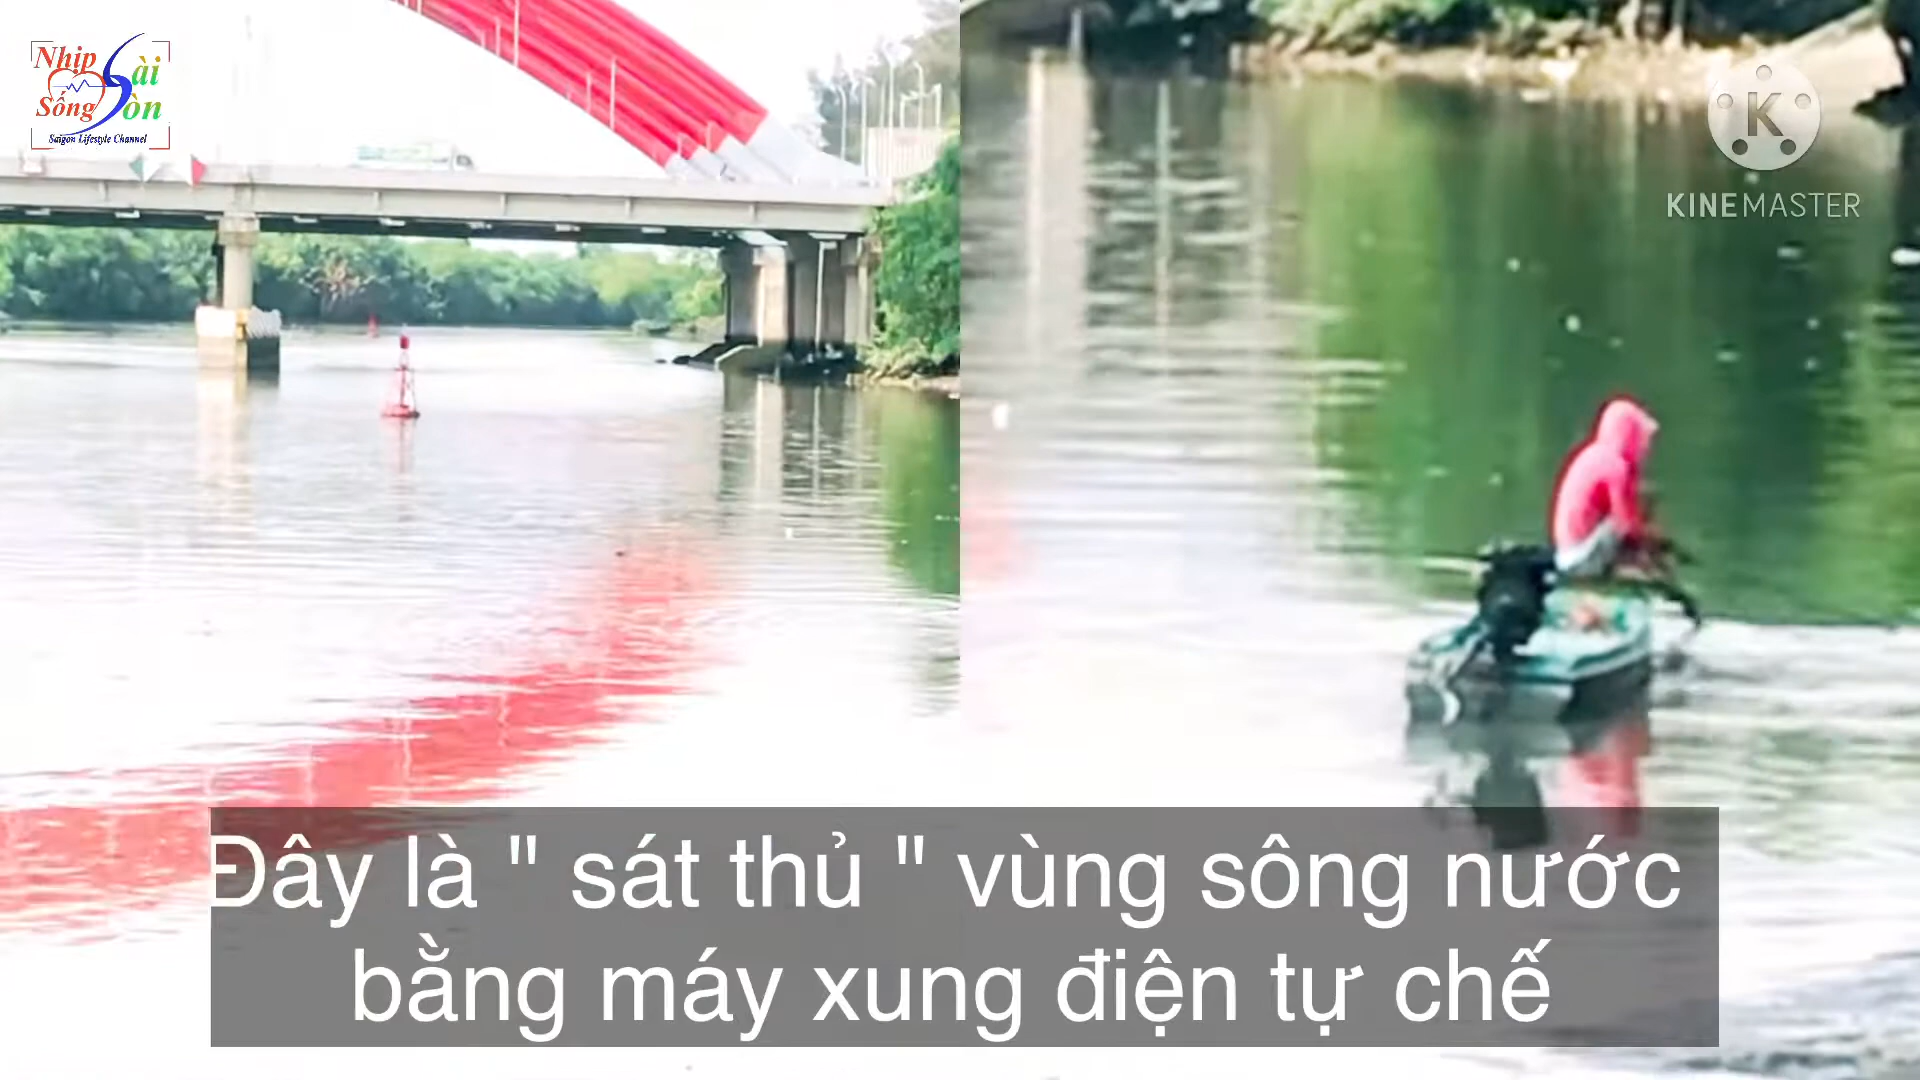 Nhịp Sài
Sống Gòn
Saigon Lifestyle Channel
K
KINEMASTER
Đây là " sát thủ " vùng sông nước
bằng máy xung điện tự chế